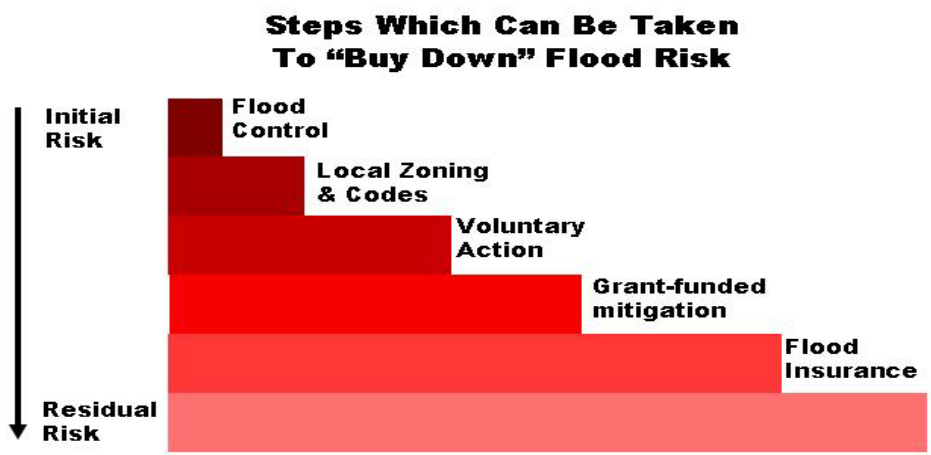 Steps Which Can Be Taken
To “Buy Down” Flood Risk
Initial
Risk
Flood
Control
Local Zoning
& Codes
Voluntary
Action
Grant-funded
mitigation
Flood
Insurance
Residual
Risk